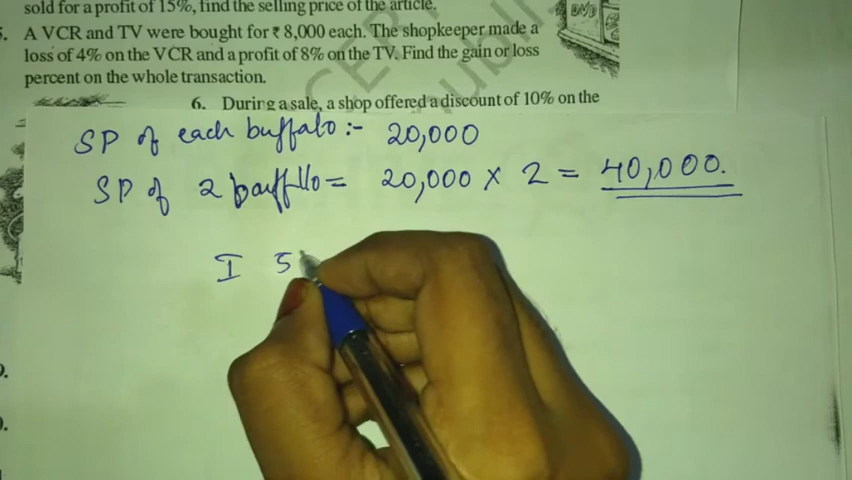 sold for a profit of 15%, find the selling price of the article.
5. A VCR and TV were bought for ₹ 8,000 each. The shopkeeper made a
loss of 4% on the VCR and a profit of 8% on the TV. Find the gain or loss
percent on the whole transaction.
6. During a sale, a shop offered a discount of 10% on the
SP of each buffalo :- 20,000
SP of 2 buffllo = 20,000 × 2 = 40,000.
I S